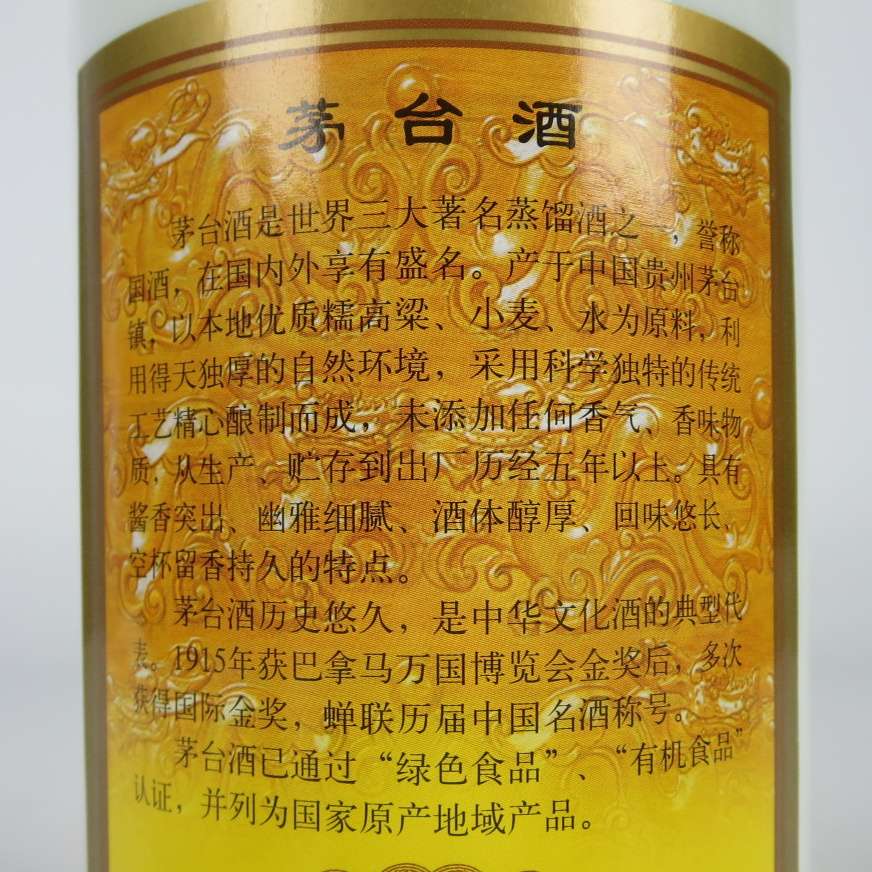 茅台酒
茅台酒是世界三大著名蒸馏酒之一，誉称
国酒，在国内外享有盛名。产于中国贵州茅台
镇，以本地优质糯高粱、小麦、水为原料，利
用得天独厚的自然环境，采用科学独特的传统
工艺精心酿制而成，未添加任何香气、香味物
质，从生产、贮存到出厂历经五年以上。具有
酱香突出、幽雅细腻、酒体醇厚、回味悠长、
空杯留香持久的特点。
茅台酒历史悠久，是中华文化酒的典型代
表。1915年获巴拿马万国博览会金奖后，多次
获得国际金奖，蝉联历届中国名酒称号。
茅台酒已通过“绿色食品”、“有机食品”
认证，并列为国家原产地域产品。